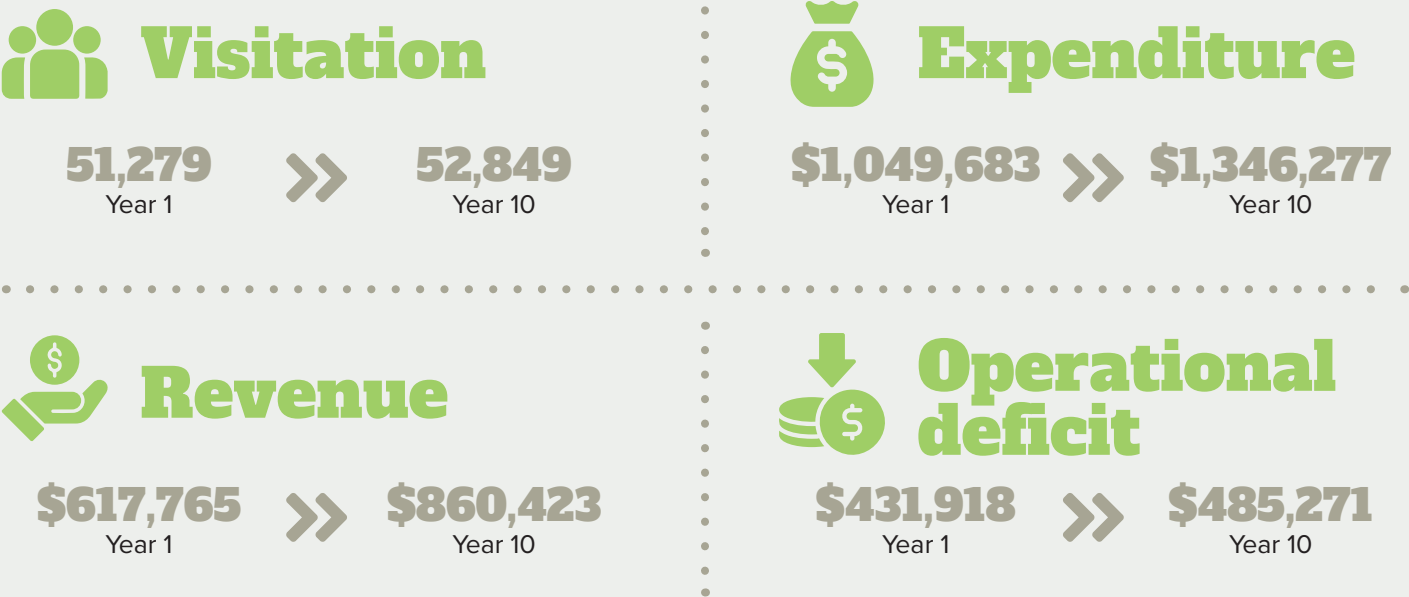 Visitation
51,279
Year 1
52,849
Year 10
Expenditure
$1,049,683
Year 1
$1,346,277
Year 10
Revenue
$617,765
Year 1
$860,423
Year 10
Operational
deficit
$431,918
Year 1
$485,271
Year 10